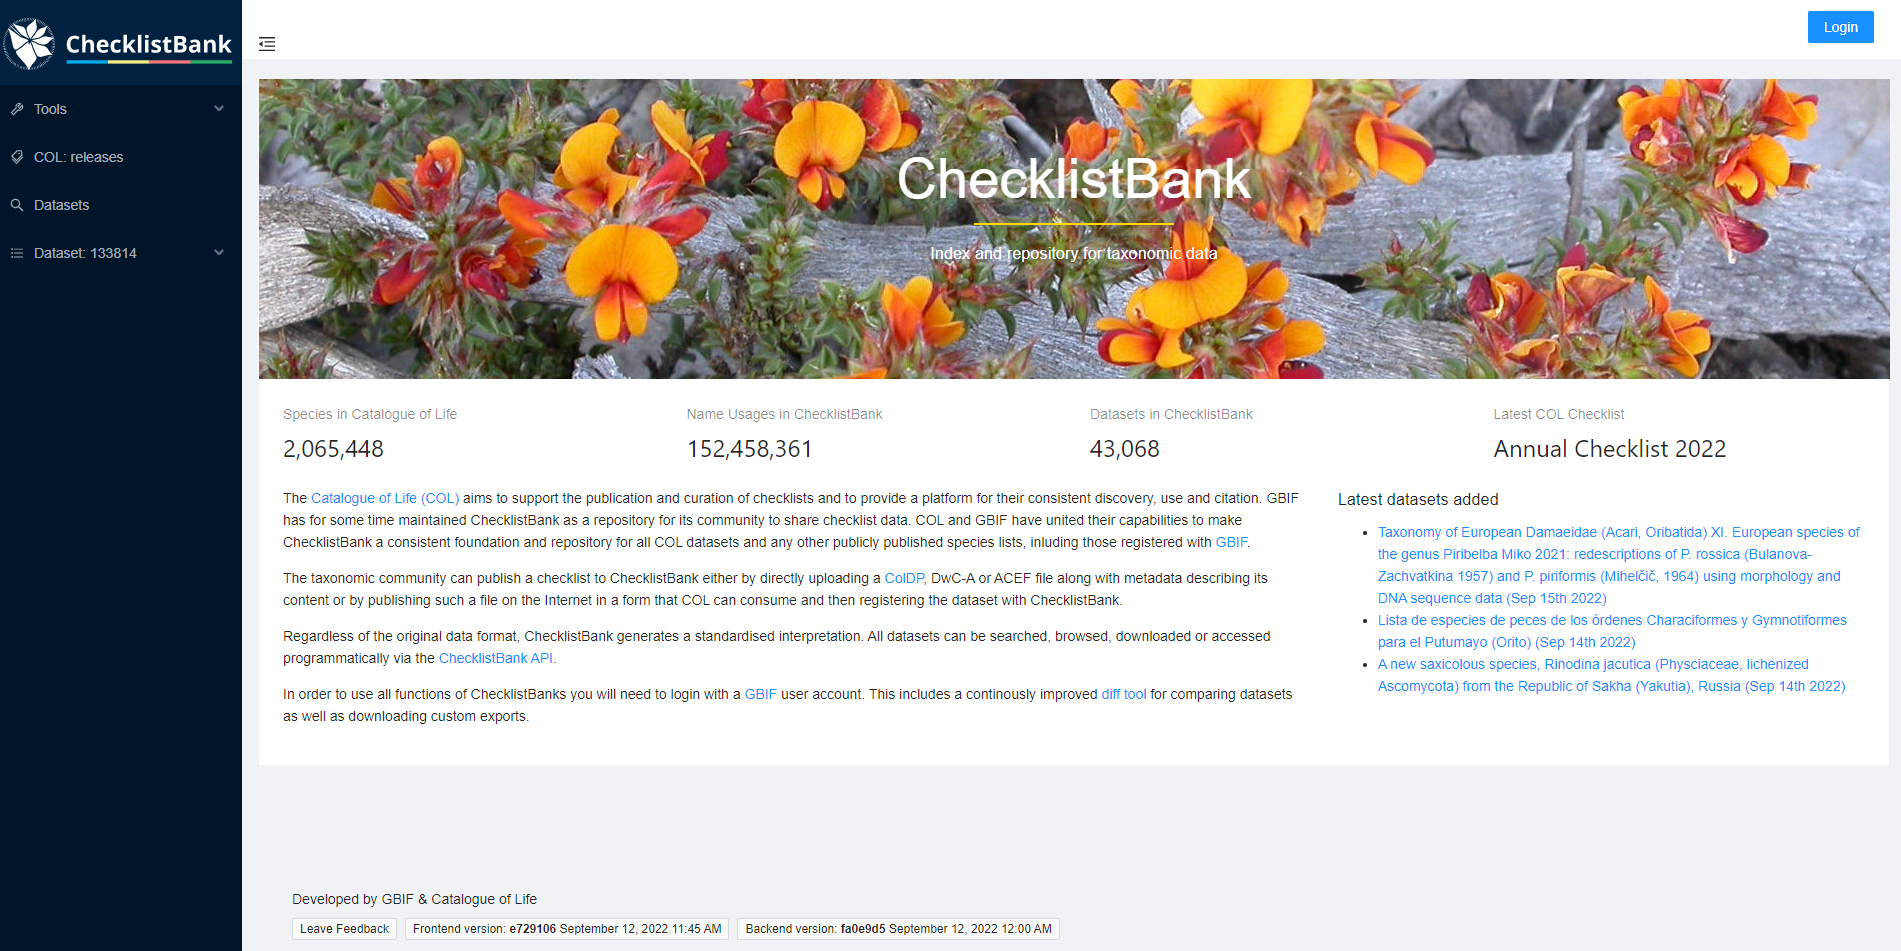 ChecklistBank
Login
Tools
COL: releases
Datasets
Dataset: 133814
ChecklistBank
Index and repository for taxonomic data
Species in Catalogue of Life
2,065,448
Name Usages in ChecklistBank
152,458,361
Datasets in ChecklistBank
43,068
Latest COL Checklist
Annual Checklist 2022
The Catalogue of Life (COL) aims to support the publication and curation of checklists and to provide a platform for their consistent discovery, use and citation. GBIF
has for some time maintained ChecklistBank as a repository for its community to share checklist data. COL and GBIF have united their capabilities to make
ChecklistBank a consistent foundation and repository for all COL datasets and any other publicly published species lists, inluding those registered with GBIF.
The taxonomic community can publish a checklist to ChecklistBank either by directly uploading a ColDP, DwC-A or ACEF file along with metadata describing its
content or by publishing such a file on the Internet in a form that COL can consume and then registering the dataset with ChecklistBank.
Regardless of the original data format, ChecklistBank generates a standardised interpretation. All datasets can be searched, browsed, downloaded or accessed
programmatically via the ChecklistBank API.
In order to use all functions of ChecklistBanks you will need to login with a GBIF user account. This includes a continously improved diff tool for comparing datasets
as well as downloading custom exports.
Latest datasets added
Taxonomy of European Damaeidae (Acari, Oribatida) XI. European species of
the genus Piribelba Miko 2021: redescriptions of P. rossica (Bulanova-
Zachvatkina 1957) and P. piriformis (Mihelčič, 1964) using morphology and
DNA sequence data (Sep 15th 2022)
Lista de especies de peces de los órdenes Characiformes y Gymnotiformes
para el Putumayo (Orito) (Sep 14th 2022)
A new saxicolous species, Rinodina jacutica (Physciaceae, lichenized
Ascomycota) from the Republic of Sakha (Yakutia), Russia (Sep 14th 2022)
Developed by GBIF & Catalogue of Life
Leave Feedback
Frontend version: e729106 September 12, 2022 11:45 AM
Backend version: fa0e9d5 September 12, 2022 12:00 AM